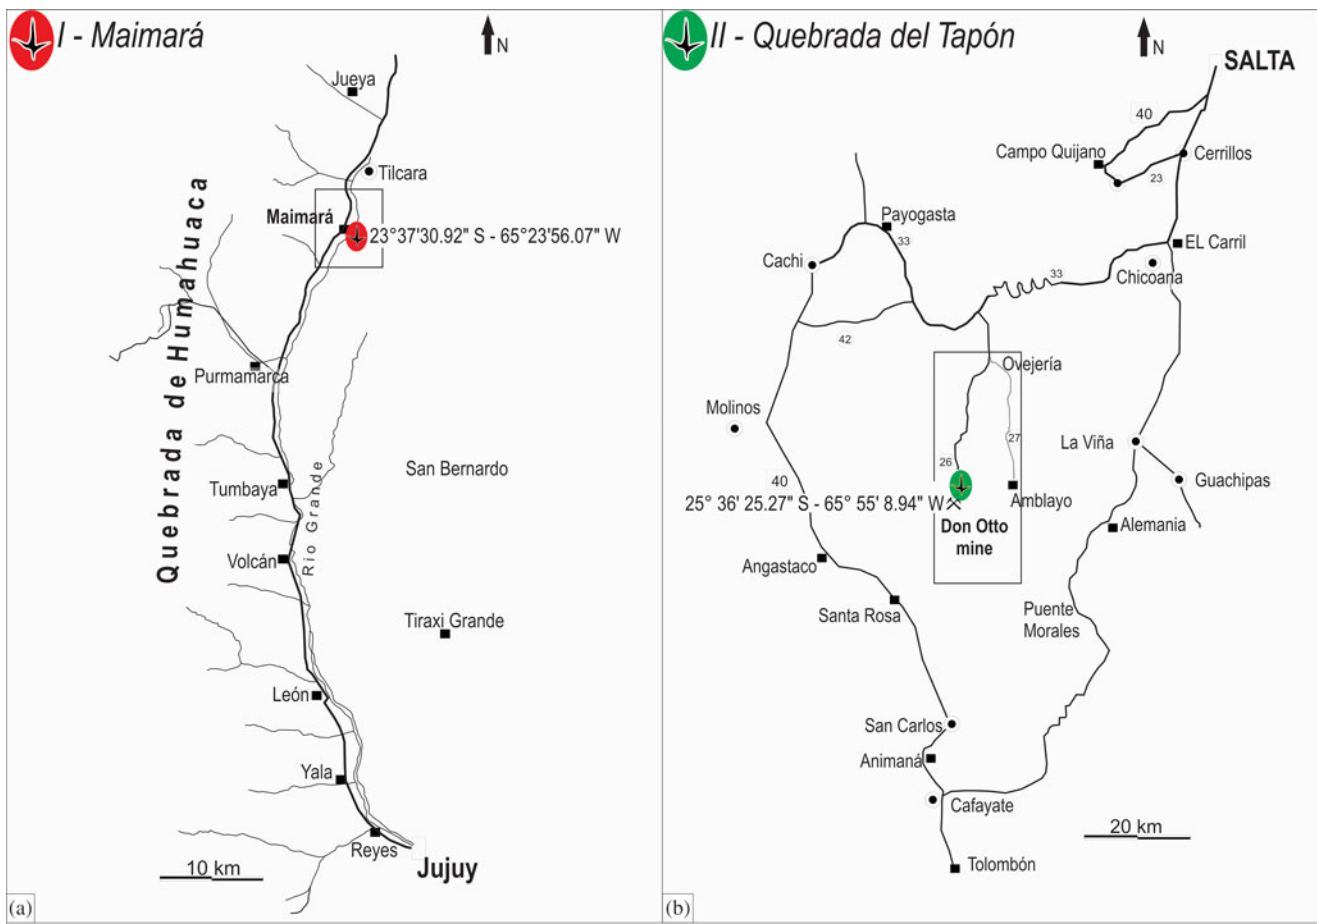 I - Maimará
N
Jueya
Tilcara
Maimará
23°37'30.92" S - 65°23'56.07" W
Quebrada de Humahuaca
Purmamarca
San Bernardo
Tumbaya
Rio Grande
Volcán
Tiraxi Grande
León
Yala
Reyes
Jujuy
10 km
(a)
II - Quebrada del Tapón
N
SALTA
40
Campo Quijano
Cerrillos
23
Payogasta
33
EL Carril
Cachi
Chicoana
33
42
Ovejería
Molinos
27
La Viña
26
40
Guachipas
25° 36' 25.27" S - 65° 55' 8.94" W
Amblayo
Don Otto
mine
Alemania
Angastaco
Santa Rosa
Puente
Morales
San Carlos
Animaná
Cafayate
20 km
Tolombón
(b)